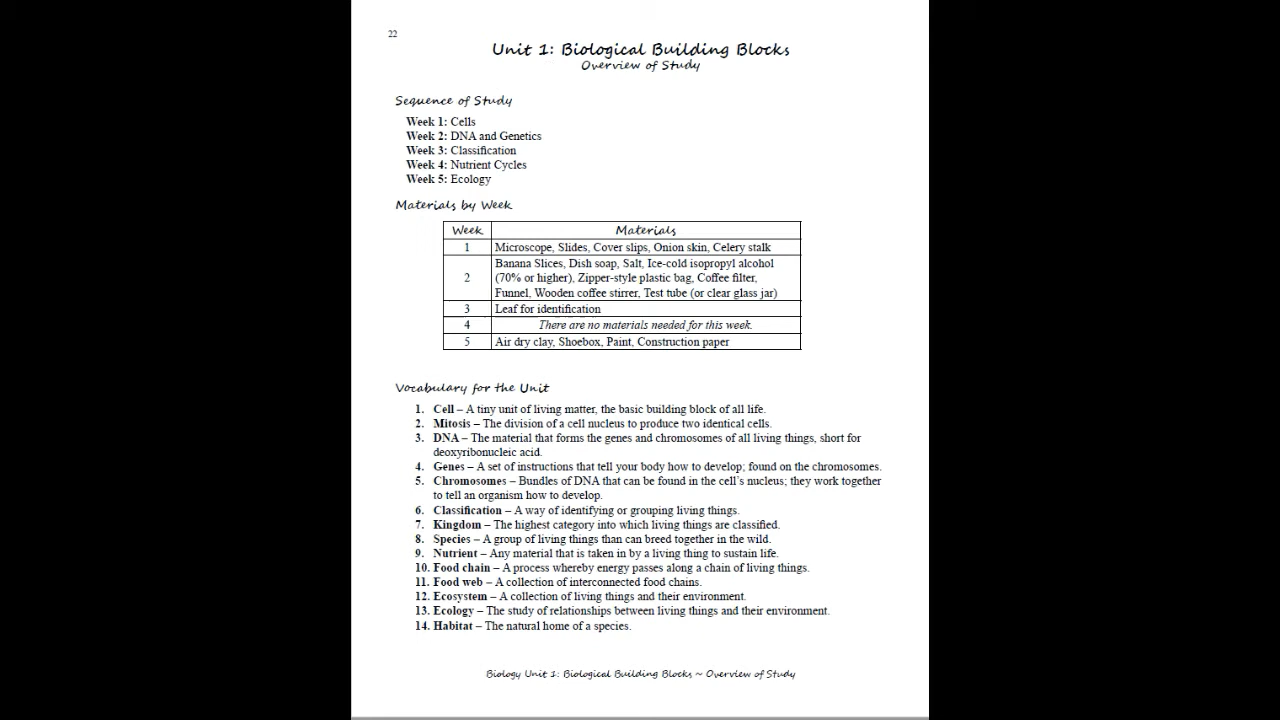 22
Unit 1: Biological Building Blocks
Overview of Study
Sequence of Study
Week 1: Cells
Week 2: DNA and Genetics
Week 3: Classification
Week 4: Nutrient Cycles
Week 5: Ecology
Materials by Week
Week Materials
1 Microscope, Slides, Cover slips, Onion skin, Celery stalk
Banana Slices, Dish soap, Salt, Ice-cold isopropyl alcohol
2 (70% or higher), Zipper-style plastic bag, Coffee filter,
Funnel, Wooden coffee stirrer, Test tube (or clear glass jar)
3 Leaf for identification
4 There are no materials needed for this week.
5 Air dry clay, Shoebox, Paint, Construction paper
Vocabulary for the Unit
1. Cell – A tiny unit of living matter, the basic building block of all life.
2. Mitosis – The division of a cell nucleus to produce two identical cells.
3. DNA – The material that forms the genes and chromosomes of all living things, short for
deoxyribonucleic acid.
4. Genes – A set of instructions that tell your body how to develop; found on the chromosomes.
5. Chromosomes – Bundles of DNA that can be found in the cell's nucleus; they work together
to tell an organism how to develop.
6. Classification – A way of identifying or grouping living things.
7. Kingdom – The highest category into which living things are classified.
8. Species – A group of living things than can breed together in the wild.
9. Nutrient – Any material that is taken in by a living thing to sustain life.
10. Food chain – A process whereby energy passes along a chain of living things.
11. Food web – A collection of interconnected food chains.
12. Ecosystem – A collection of living things and their environment.
13. Ecology – The study of relationships between living things and their environment.
14. Habitat – The natural home of a species.
Biology Unit 1: Biological Building Blocks ~ Overview of Study